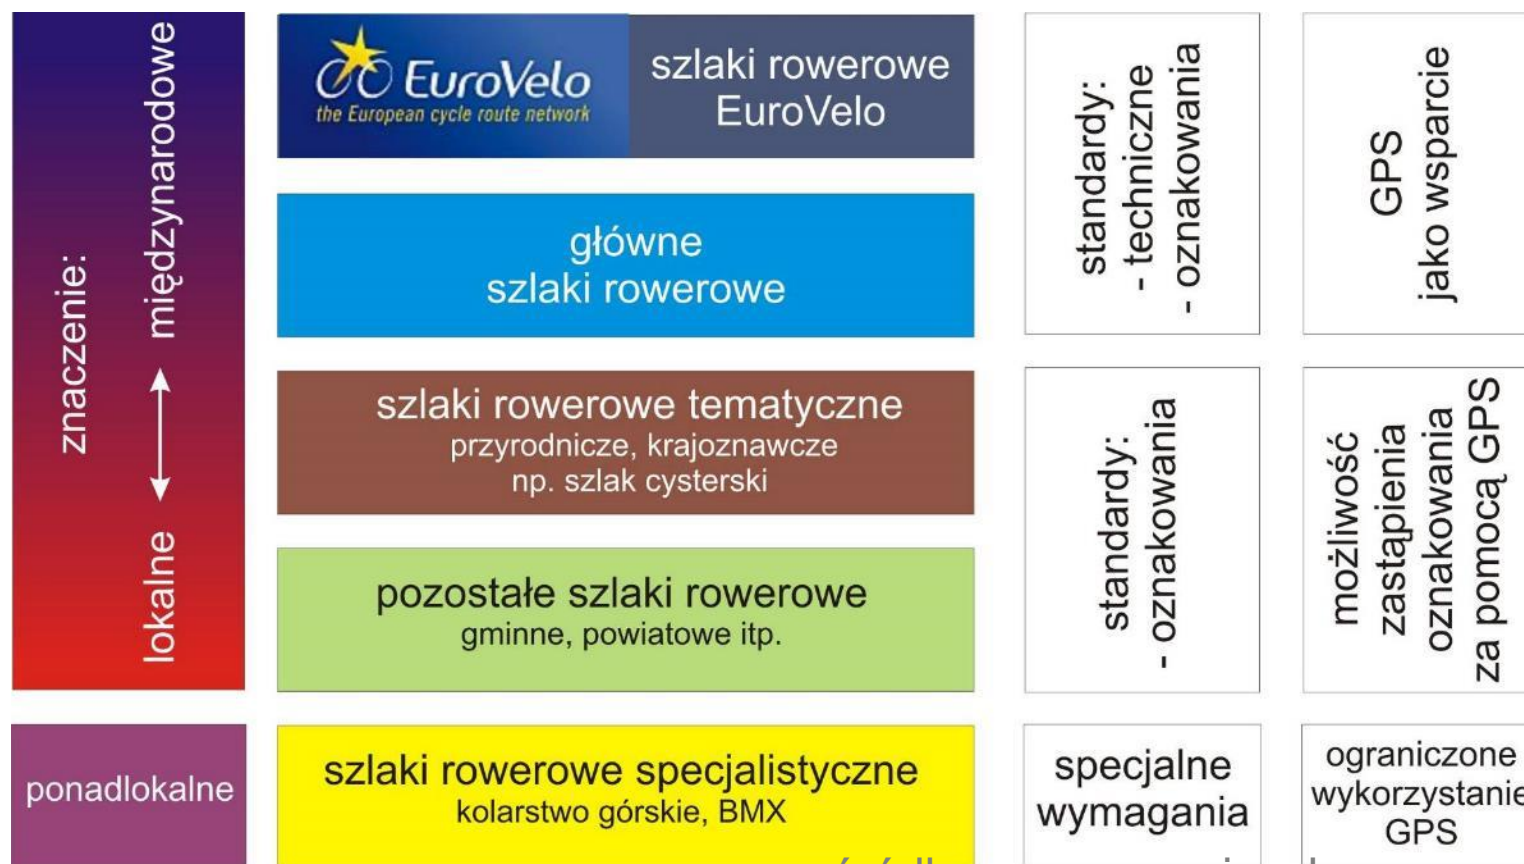 znaczenie:
lokalne ↔ międzynarodowe
EuroVelo
the European cycle route network
szlaki rowerowe
EuroVelo
standardy:
- techniczne
- oznakowania
GPS
jako wsparcie
główne
szlaki rowerowe
szlaki rowerowe tematyczne
przyrodnicze, krajoznawcze
np. szlak cysterski
standardy:
- oznakowania
możliwość
zastąpienia
oznakowania
za pomocą GPS
pozostałe szlaki rowerowe
gminne, powiatowe itp.
ponadlokalne
szlaki rowerowe specjalistyczne
kolarstwo górskie, BMX
specjalne
wymagania
ograniczone
wykorzystanie
GPS